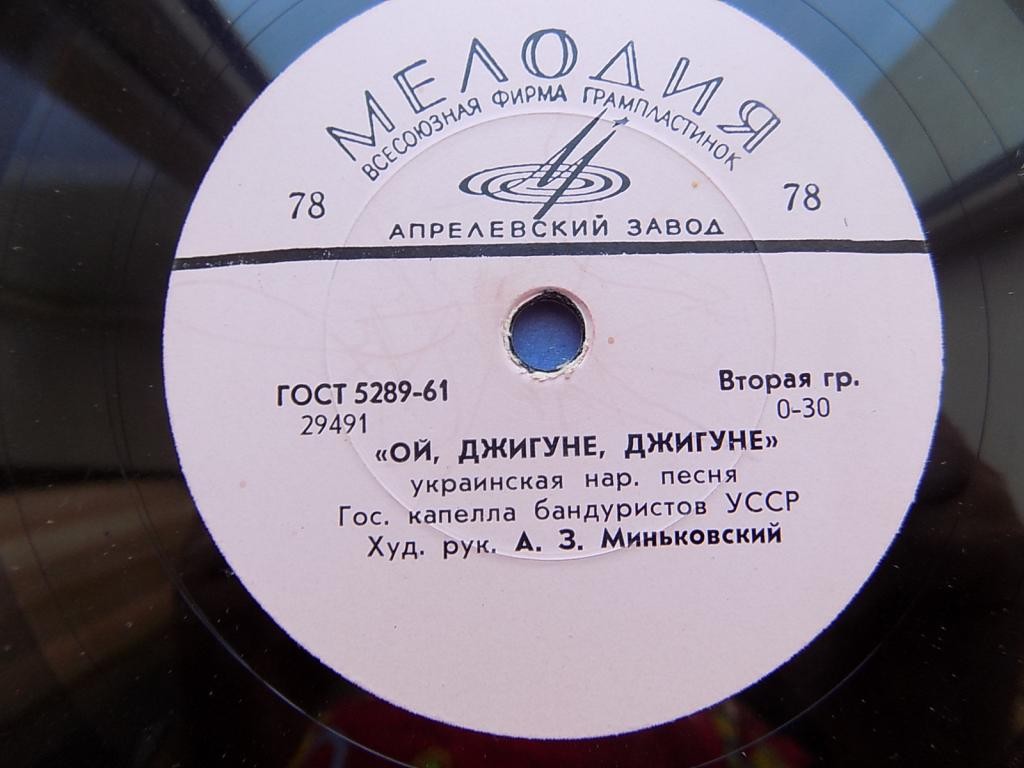 МЕЛОДИЯ
ВСЕСОЮЗНАЯ ФИРМА ГРАМПЛАСТИНОК
78 78
АПРЕЛЕВСКИЙ ЗАВОД
ГОСТ 5289-61 Вторая гр.
29491 0-30
«ОЙ, ДЖИГУНЕ, ДЖИГУНЕ»
украинская нар. песня
Гос. капелла бандуристов УССР
Худ. рук. А. З. Миньковский